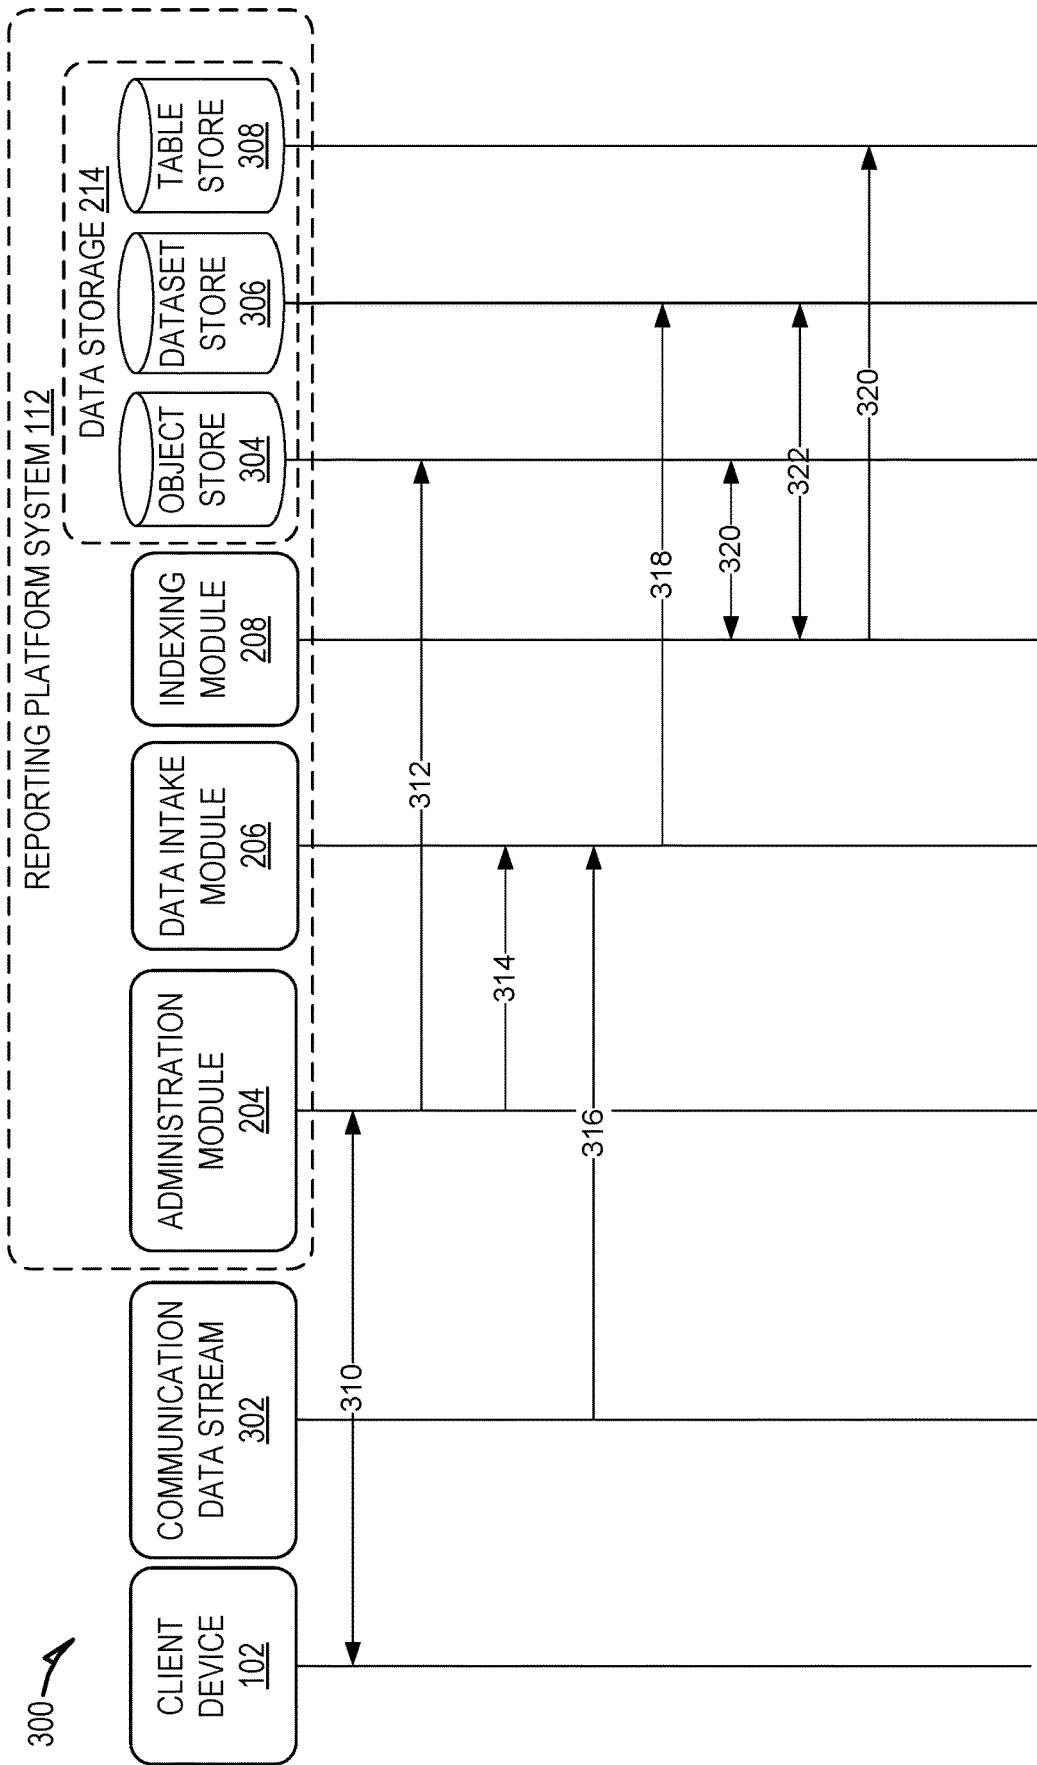 300
REPORTING PLATFORM SYSTEM 112
DATA STORAGE 214
CLIENT
DEVICE
102
COMMUNICATION
DATA STREAM
302
ADMINISTRATION
MODULE
204
DATA INTAKE
MODULE
206
INDEXING
MODULE
208
OBJECT
STORE
304
DATASET
STORE
306
TABLE
STORE
308
310
312
314
316
318
320
322
320